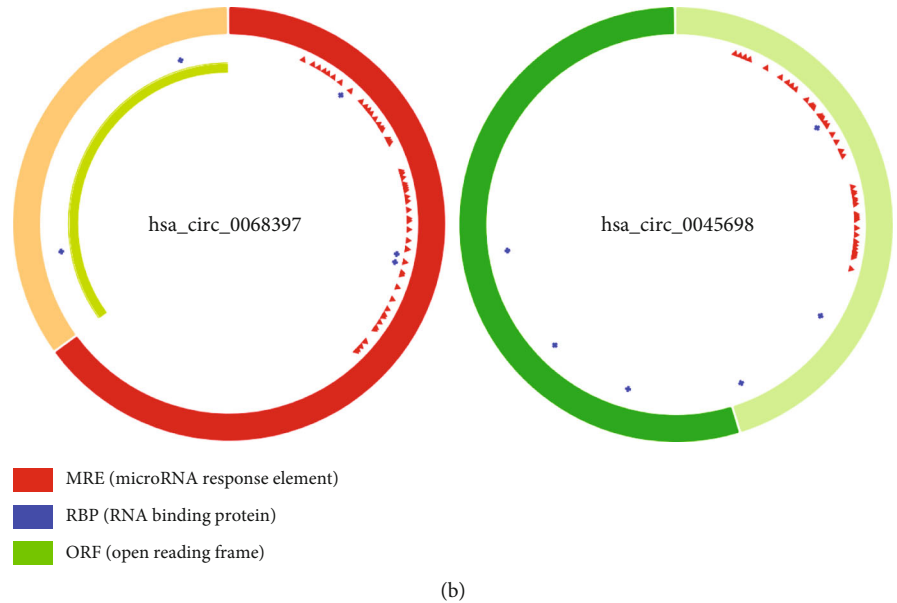 hsa_circ_0068397
hsa_circ_0045698
MRE (microRNA response element)
RBP (RNA binding protein)
ORF (open reading frame)
(b)